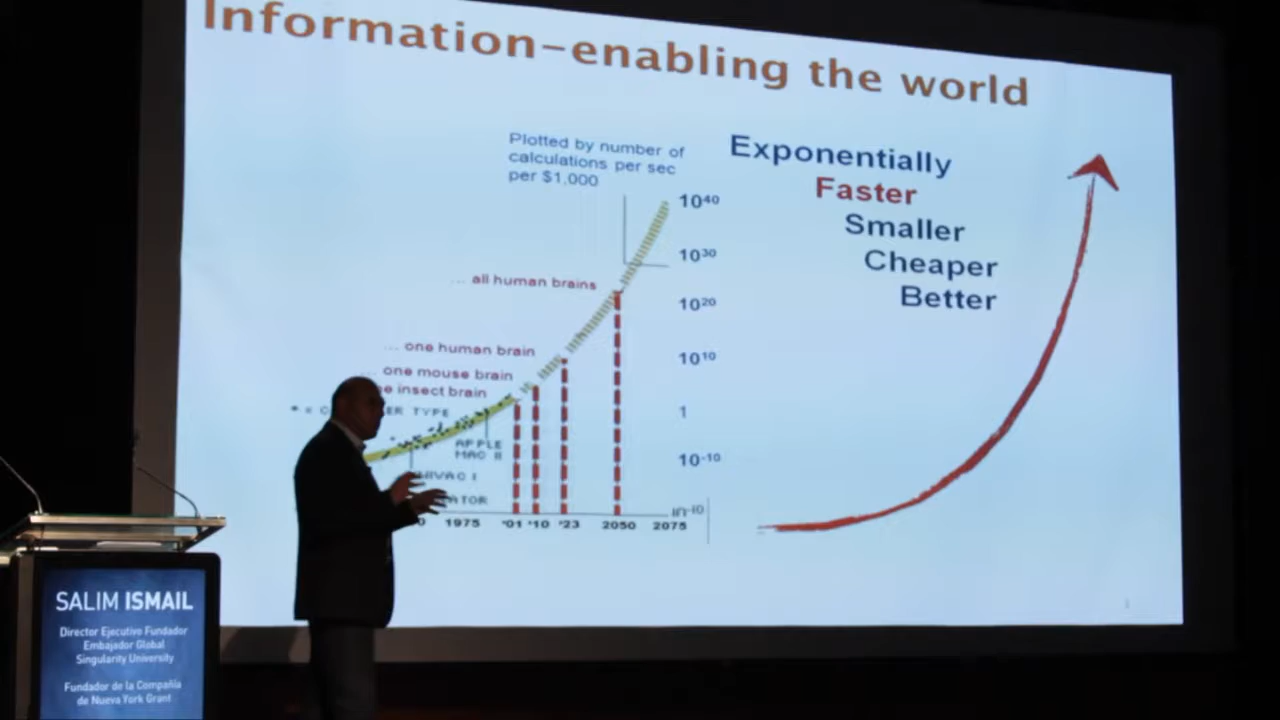 Information-enabling the world
Plotted by number of
calculations per sec
per $1,000
Exponentially
Faster
Smaller
Cheaper
Better
10⁴⁰
10³⁰
10²⁰
10¹⁰
1
10⁻¹⁰
... all human brains
... one human brain
... one mouse brain
insect brain
TYPE
APPLE
MAC II
1975 '01 '10 '23 2050 2075
SALIM ISMAIL
Director Ejecutivo Fundador
Embajador Global
Singularity University
Fundador de la Compañía
de Nueva York Grant